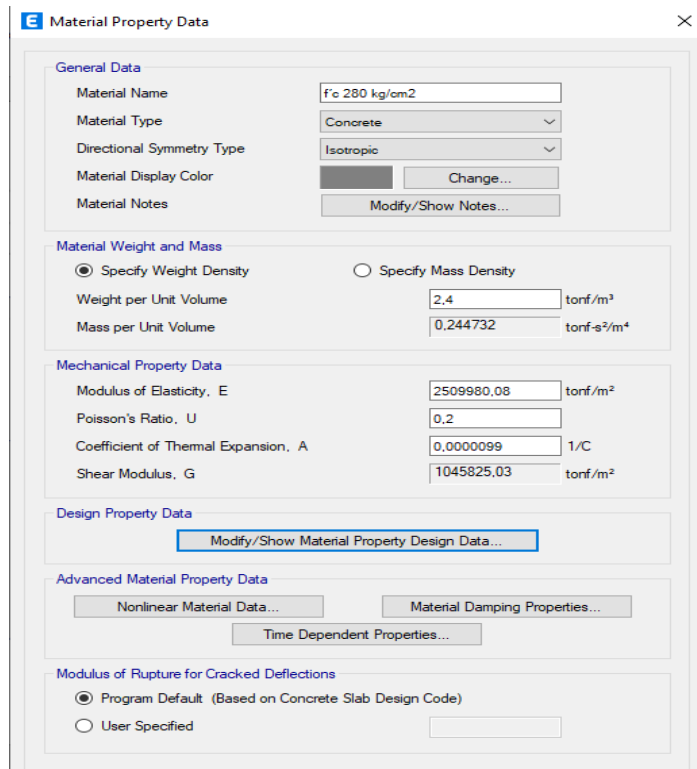 E Material Property Data
General Data
Material Name f'c 280 kg/cm2
Material Type Concrete
Directional Symmetry Type Isotropic
Material Display Color Change...
Material Notes Modify/Show Notes...
Material Weight and Mass
Specify Weight Density Specify Mass Density
Weight per Unit Volume 2,4 tonf/m³
Mass per Unit Volume 0,244732 tonf-s²/m⁴
Mechanical Property Data
Modulus of Elasticity, E 2509980,08 tonf/m²
Poisson's Ratio, U 0,2
Coefficient of Thermal Expansion, A 0,0000099 1/C
Shear Modulus, G 1045825,03 tonf/m²
Design Property Data
Modify/Show Material Property Design Data...
Advanced Material Property Data
Nonlinear Material Data... Material Damping Properties...
Time Dependent Properties...
Modulus of Rupture for Cracked Deflections
Program Default (Based on Concrete Slab Design Code)
User Specified